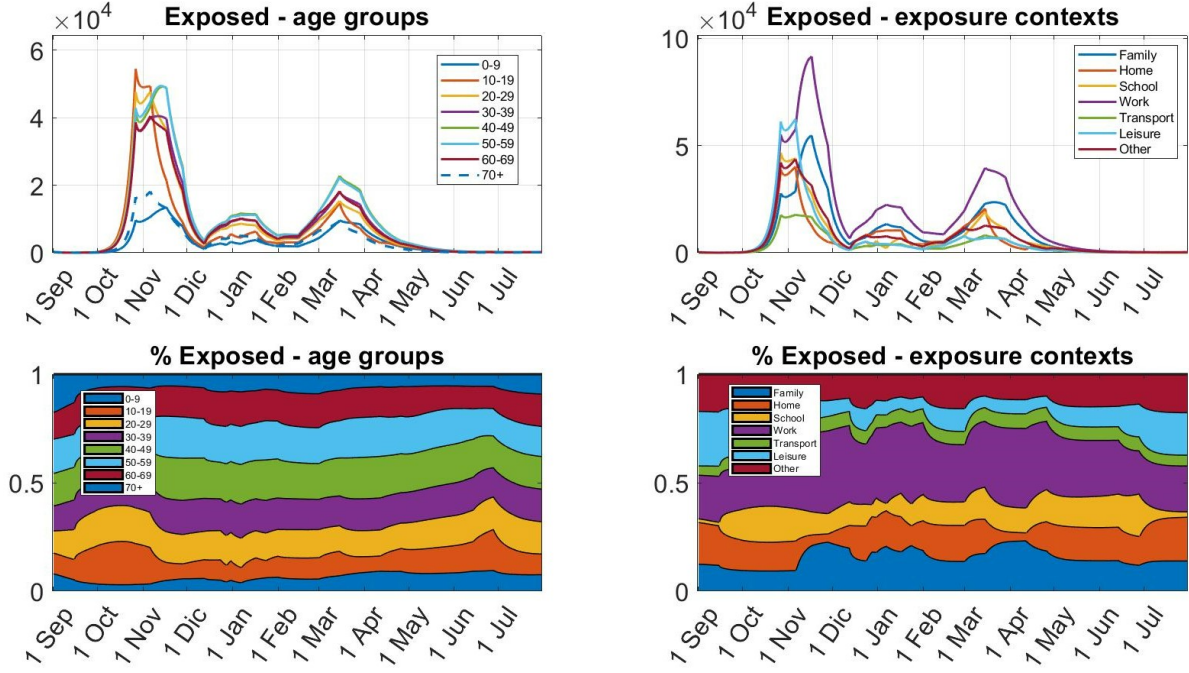 Exposed - age groups
×10⁴
6
4
2
0
0-9
10-19
20-29
30-39
40-49
50-59
60-69
70+
1 Sep
1 Oct
1 Nov
1 Dic
1 Jan
1 Feb
1 Mar
1 Apr
1 May
1 Jun
1 Jul
Exposed - exposure contexts
×10⁴
10
5
0
Family
Home
School
Work
Transport
Leisure
Other
1 Sep
1 Oct
1 Nov
1 Dic
1 Jan
1 Feb
1 Mar
1 Apr
1 May
1 Jun
1 Jul
% Exposed - age groups
1
0.5
0
0-9
10-19
20-29
30-39
40-49
50-59
60-69
70+
1 Sep
1 Oct
1 Nov
1 Dic
1 Jan
1 Feb
1 Mar
1 Apr
1 May
1 Jun
1 Jul
% Exposed - exposure contexts
1
0.5
0
Family
Home
School
Work
Transport
Leisure
Other
1 Sep
1 Oct
1 Nov
1 Dic
1 Jan
1 Feb
1 Mar
1 Apr
1 May
1 Jun
1 Jul